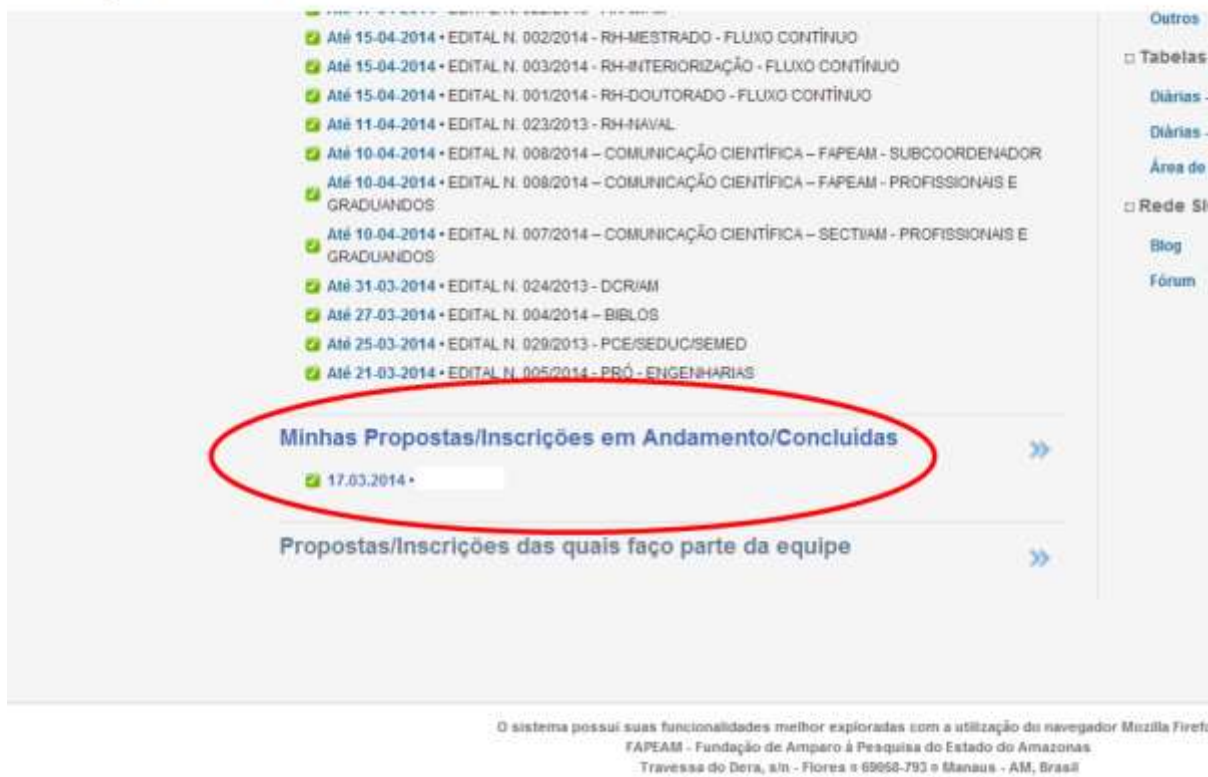 Até 15-04-2014 • EDITAL N. 002/2014 - RH-MESTRADO - FLUXO CONTÍNUO
Até 15-04-2014 • EDITAL N. 003/2014 - RH-INTERIORIZAÇÃO - FLUXO CONTÍNUO
Até 15-04-2014 • EDITAL N. 001/2014 - RH-DOUTORADO - FLUXO CONTÍNUO
Até 11-04-2014 • EDITAL N. 023/2013 - RH-NAVAL
Até 10-04-2014 • EDITAL N. 008/2014 – COMUNICAÇÃO CIENTÍFICA – FAPEAM - SUBCOORDENADOR
Até 10-04-2014 • EDITAL N. 008/2014 – COMUNICAÇÃO CIENTÍFICA – FAPEAM - PROFISSIONAIS E
GRADUANDOS
Até 10-04-2014 • EDITAL N. 007/2014 – COMUNICAÇÃO CIENTÍFICA – SECTI/AM - PROFISSIONAIS E
GRADUANDOS
Até 31-03-2014 • EDITAL N. 024/2013 - DCR/AM
Até 27-03-2014 • EDITAL N. 004/2014 – BIBLOS
Até 25-03-2014 • EDITAL N. 029/2013 - PCE/SEDUC/SEMED
Até 21-03-2014 • EDITAL N. 005/2014 - PRÓ - ENGENHARIAS
Minhas Propostas/Inscrições em Andamento/Concluídas
17.03.2014 •
Propostas/Inscrições das quais faço parte da equipe
Outros
Tabelas
Diárias -
Diárias -
Área de
Rede
Blog
Fórum
O sistema possui suas funcionalidades melhor exploradas com a utilização do navegador Mozilla Firefo
FAPEAM - Fundação de Amparo à Pesquisa do Estado do Amazonas
Travessa do Dera, s/n - Flores ¤ 69058-793 ¤ Manaus - AM, Brasil